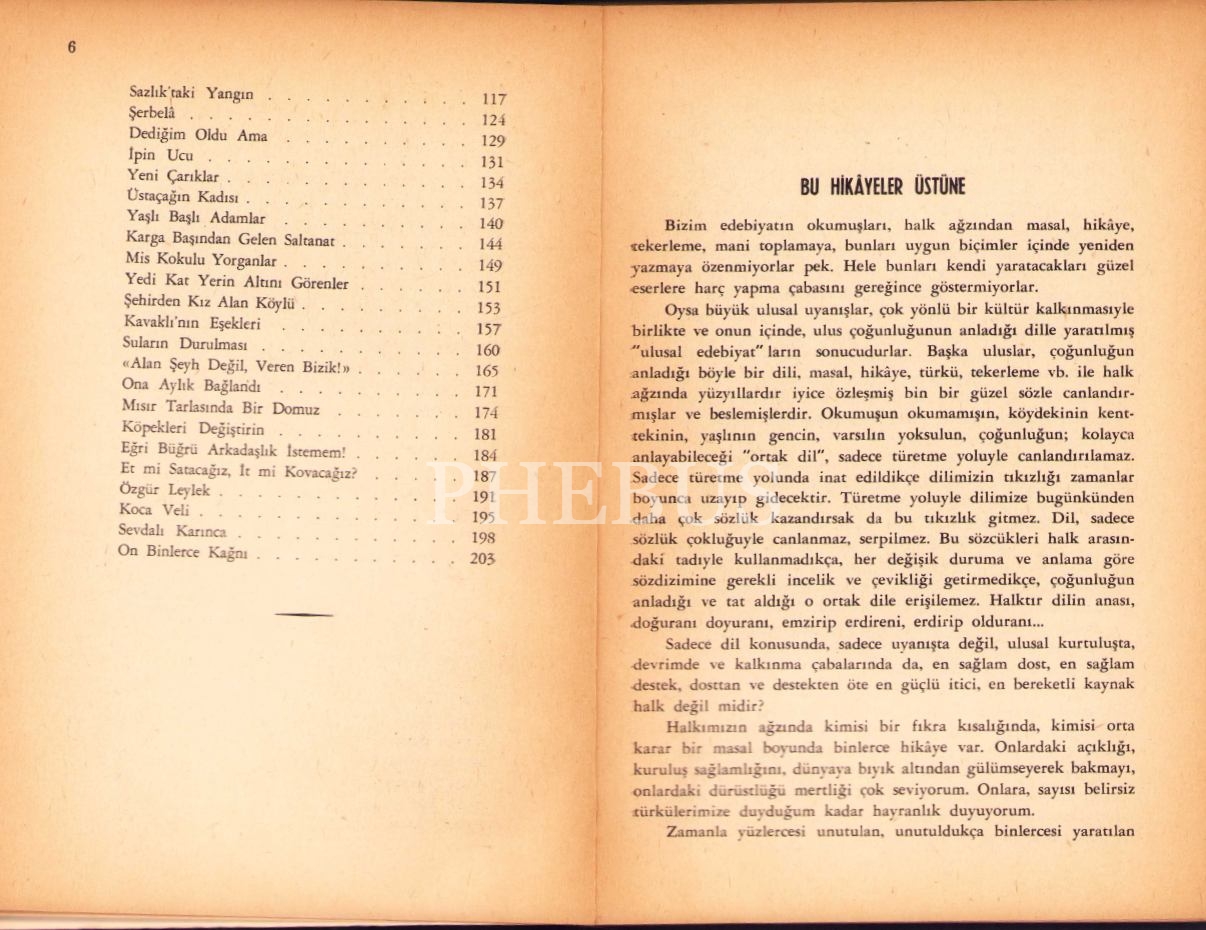 6
Sazlık'taki Yangın . . . . . . . . . . 117
Şerbelâ . . . . . . . . . . . . . 124
Dediğim Oldu Ama . . . . . . . . . 129
İpin Ucu . . . . . . . . . . . . 131
Yeni Çarıklar . . . . . . . . . . . 134
Üstaçağın Kadısı . . . . . . . . . . 137
Yaşlı Başlı Adamlar . . . . . . . . . 140
Karga Başından Gelen Saltanat . . . . . . 144
Mis Kokulu Yorganlar . . . . . . . . . 149
Yedi Kat Yerin Altını Görenler . . . . . . 151
Şehirden Kız Alan Köylü . . . . . . . . 153
Kavaklı'nın Eşekleri . . . . . . . . . 157
Suların Durulması . . . . . . . . . . 160
«Alan Şeyh Değil, Veren Bizik!» . . . . . . 165
Ona Aylık Bağlandı . . . . . . . . . 171
Mısır Tarlasında Bir Domuz . . . . . . . 174
Köpekleri Değiştirin . . . . . . . . . 181
Eğri Büğrü Arkadaşlık İstemem! . . . . . . 184
Et mi Satacağız, İt mi Kovacağız? . . . . . 187
Özgür Leylek . . . . . . . . . . . . 191
Koca Veli . . . . . . . . . . . . . 195
Sevdalı Karınca . . . . . . . . . . . 198
On Binlerce Kağnı . . . . . . . . . . 203
BU HİKÂYELER ÜSTÜNE
Bizim edebiyatın okumuşları, halk ağzından masal, hikâye,
tekerleme, mani toplamaya, bunları uygun biçimler içinde yeniden
yazmaya özenmiyorlar pek. Hele bunları kendi yaratacakları güzel
eserlere harç yapma çabasını gereğince göstermiyorlar.
Oysa büyük ulusal uyanışlar, çok yönlü bir kültür kalkınmasıyle
birlikte ve onun içinde, ulus çoğunluğunun anladığı dille yaratılmış
"ulusal edebiyat" ların sonucudurlar. Başka uluslar, çoğunluğun
anladığı böyle bir dili, masal, hikâye, türkü, tekerleme vb. ile halk
ağzında yüzyıllardır iyice özleşmiş bin bir güzel sözle canlandır-
mışlar ve beslemişlerdir. Okumuşun okumamışın, köydekinin kent-
tekinin, yaşlının gencin, varsılın yoksulun, çoğunluğun; kolayca
anlayabileceği "ortak dil", sadece türetme yoluyle canlandırılamaz.
Sadece türetme yolunda inat edildikçe dilimizin tıkızlığı zamanlar
boyunca uzayıp gidecektir. Türetme yoluyle dilimize bugünkünden
daha çok sözlük kazandırsak da bu tıkızlık gitmez. Dil, sadece
sözlük çokluğuyle canlanmaz, serpilmez. Bu sözcükleri halk arasın-
daki tadıyle kullanmadıkça, her değişik duruma ve anlama göre
sözdizimine gerekli incelik ve çevikliği getirmedikçe, çoğunluğun
anladığı ve tat aldığı o ortak dile erişilemez. Halktır dilin anası,
doğuranı doyuranı, emzirip erdireni, erdirip olduranı...
Sadece dil konusunda, sadece uyanışta değil, ulusal kurtuluşta,
devrimde ve kalkınma çabalarında da, en sağlam dost, en sağlam
destek, dosttan ve destekten öte en güçlü itici, en bereketli kaynak
halk değil midir?
Halkımızın ağzında kimisi bir fıkra kısalığında, kimisi orta
karar bir masal boyunda binlerce hikâye var. Onlardaki açıklığı,
kuruluş sağlamlığını, dünyaya bıyık altından gülümseyerek bakmayı,
onlardaki dürüstlüğü mertliği çok seviyorum. Onlara, sayısı belirsiz
türkülerimize duyduğum kadar hayranlık duyuyorum.
Zamanla yüzlercesi unutulan, unutuldukça binlercesi yaratılan
PHEBUS